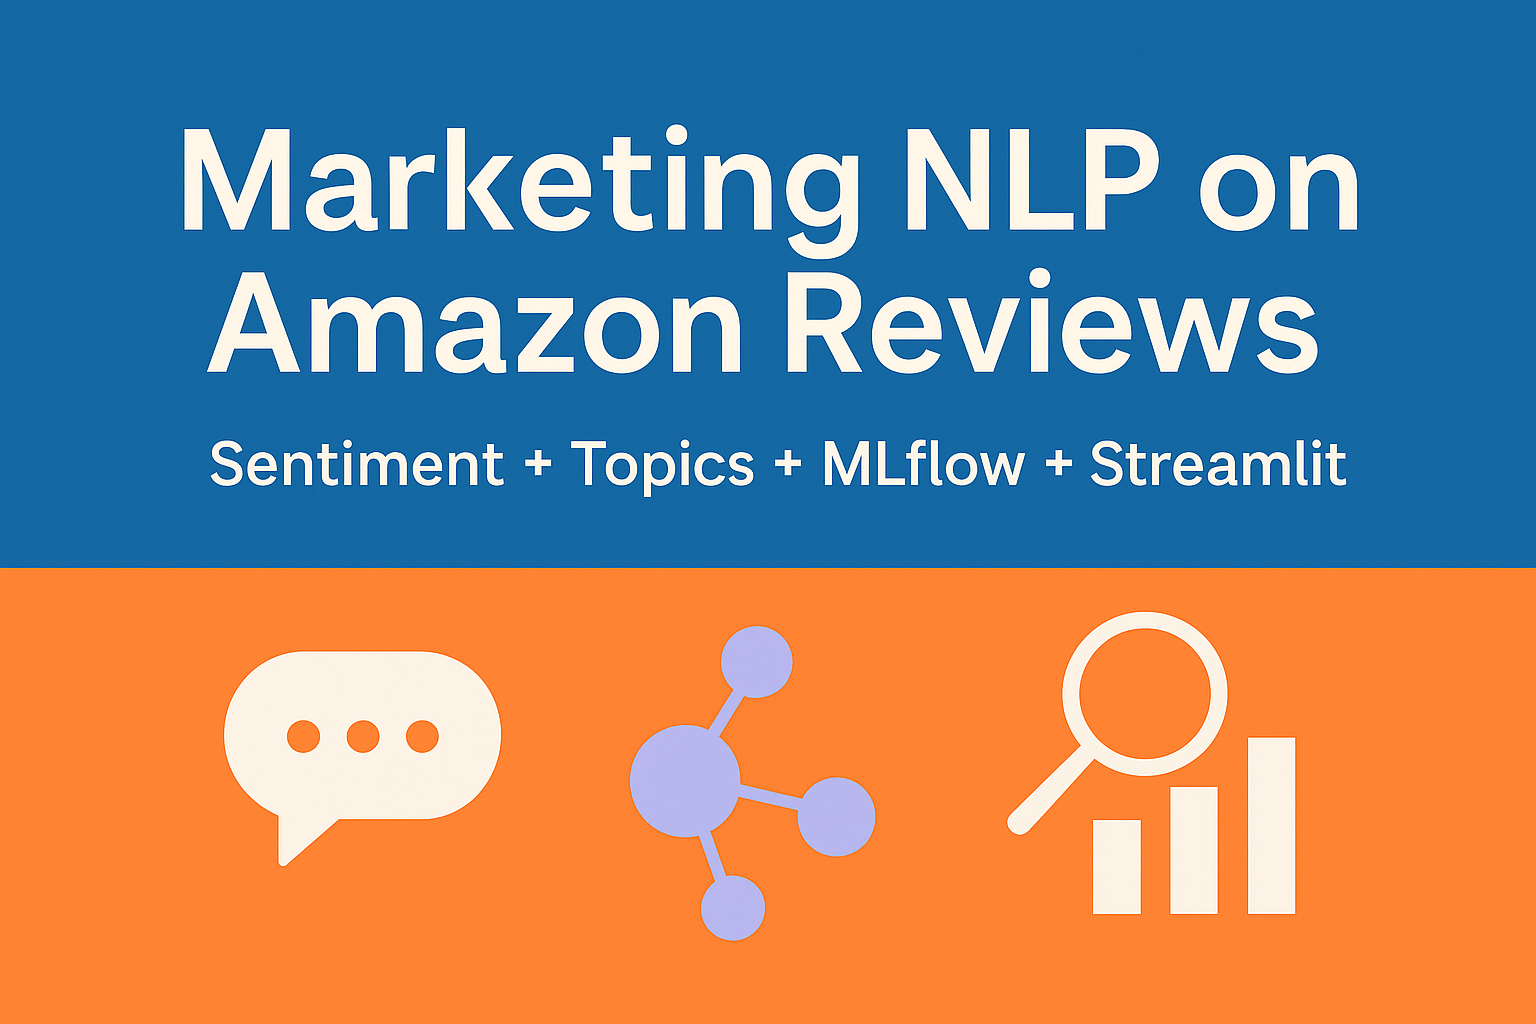 Marketing NLP on
Amazon Reviews
Sentiment + Topics + MLflow + Streamlit